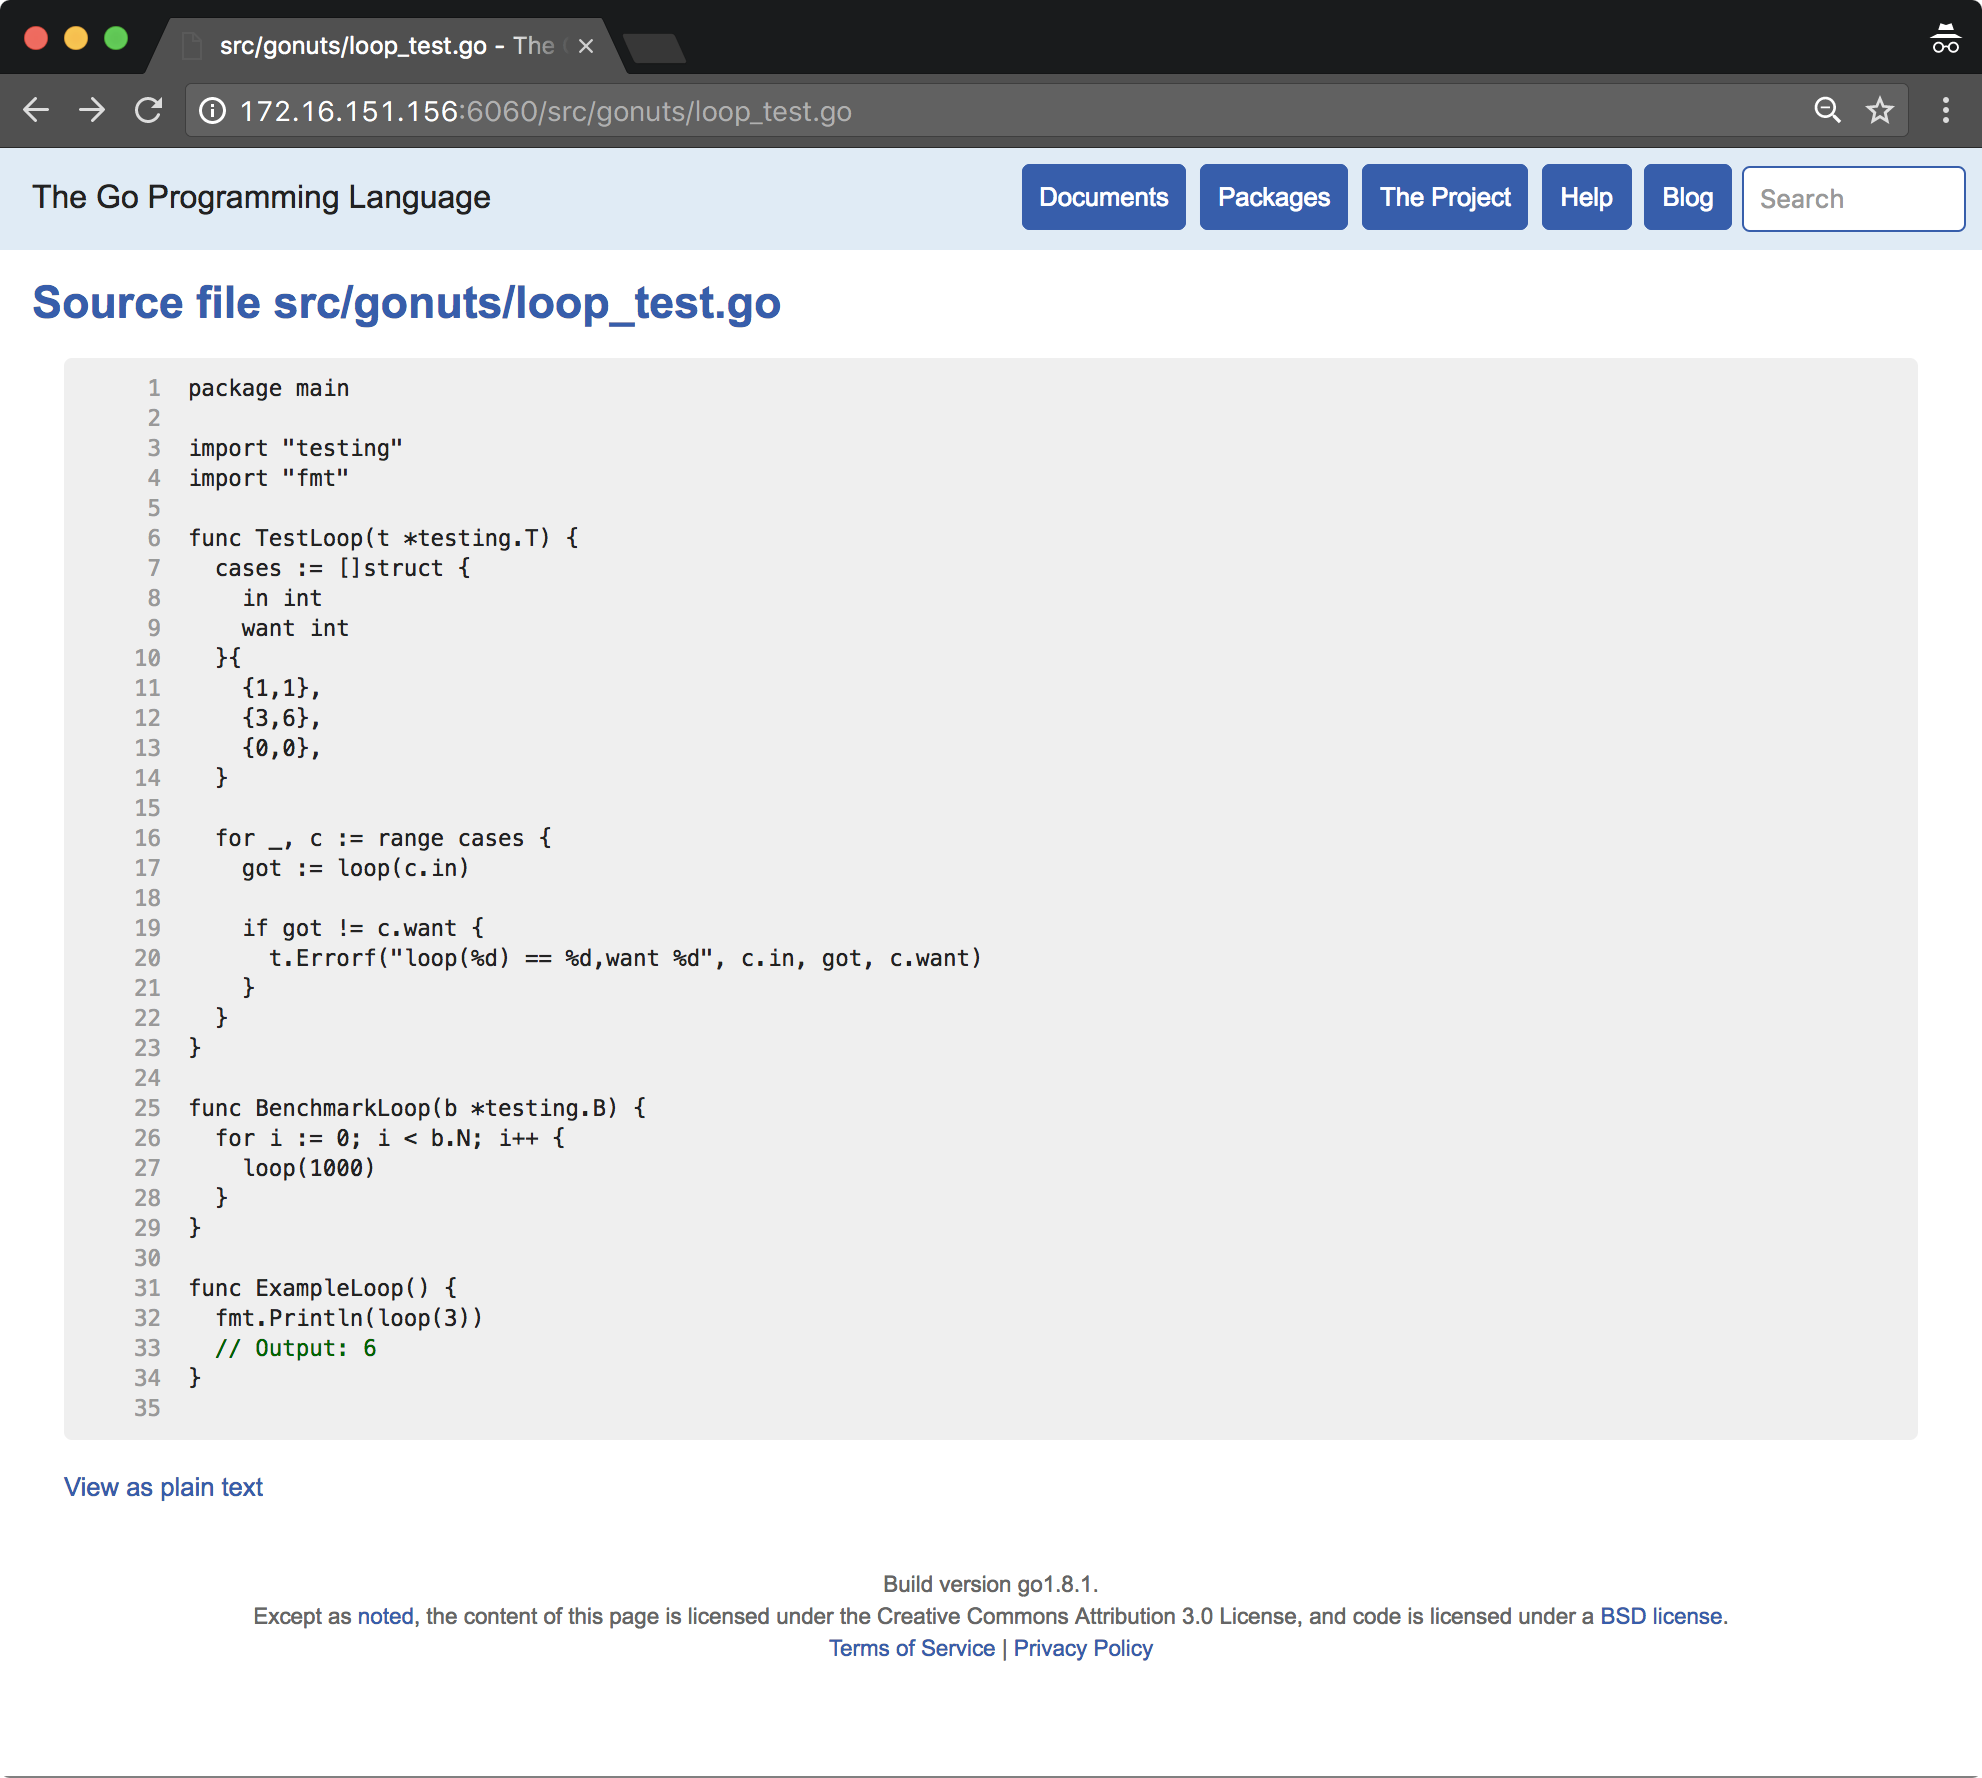 src/gonuts/loop_test.go - The
172.16.151.156:6060/src/gonuts/loop_test.go
The Go Programming Language
Documents
Packages
The Project
Help
Blog
Search
Source file src/gonuts/loop_test.go
1 package main
2
3 import "testing"
4 import "fmt"
5
6 func TestLoop(t *testing.T) {
7   cases := []struct {
8     in int
9     want int
10   }{
11     {1,1},
12     {3,6},
13     {0,0},
14   }
15
16   for _, c := range cases {
17     got := loop(c.in)
18
19     if got != c.want {
20       t.Errorf("loop(%d) == %d,want %d", c.in, got, c.want)
21     }
22   }
23 }
24
25 func BenchmarkLoop(b *testing.B) {
26   for i := 0; i < b.N; i++ {
27     loop(1000)
28   }
29 }
30
31 func ExampleLoop() {
32   fmt.Println(loop(3))
33   // Output: 6
34 }
35
View as plain text
Build version go1.8.1.
Except as noted, the content of this page is licensed under the Creative Commons Attribution 3.0 License, and code is licensed under a BSD license.
Terms of Service | Privacy Policy